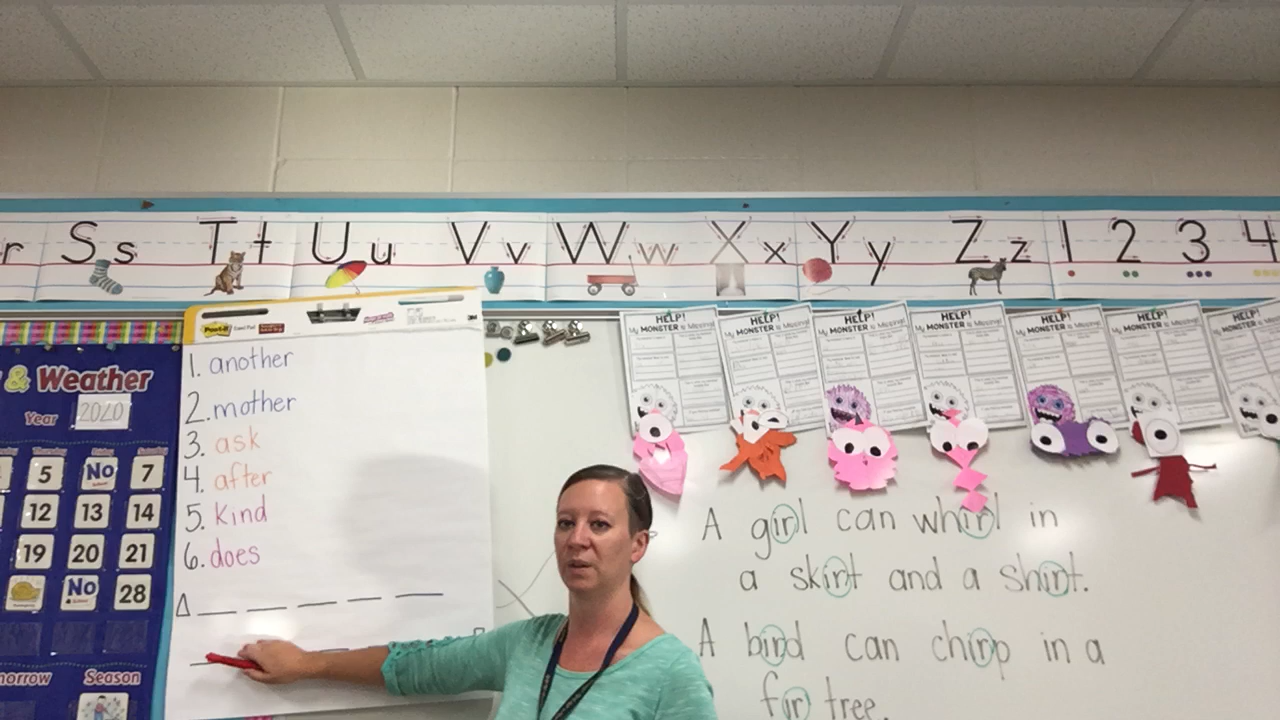 r Ss Tt Uu Vv Ww Xx Yy Zz 1 2 3 4
Post-it
& Weather
Year 2020
5 No 7
12 13 14
19 20 21
No 28
Season
1. another
2. mother
3. ask
4. after
5. kind
6. does
HELP!
My MONSTER is Missing!
HELP!
My MONSTER is Missing!
HELP!
My MONSTER is Missing!
HELP!
My MONSTER is Missing!
HELP!
My MONSTER is Missing!
HELP!
My MONSTER is Missing!
HELP!
A girl can whirl in
a skirt and a shirt.
A bird can chirp in a
fir tree.